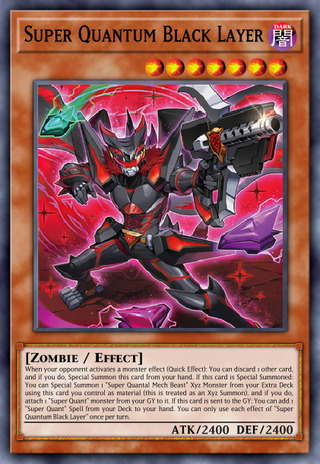 Super Quantum Black Layer
DARK
闇
[Zombie / Effect]
When your opponent activates a monster effect (Quick Effect): You can discard 1 other card,
and if you do, Special Summon this card from your hand. If this card is Special Summoned:
You can Special Summon 1 "Super Quantal Mech Beast" Xyz Monster from your Extra Deck
using this card you control as material (this is treated as an Xyz Summon), and if you do,
attach 1 "Super Quant" monster from your GY to it. If this card is sent to the GY: You can add 1
"Super Quant" Spell from your Deck to your hand. You can only use each effect of "Super
Quantum Black Layer" once per turn.
ATK/2400 DEF/2400